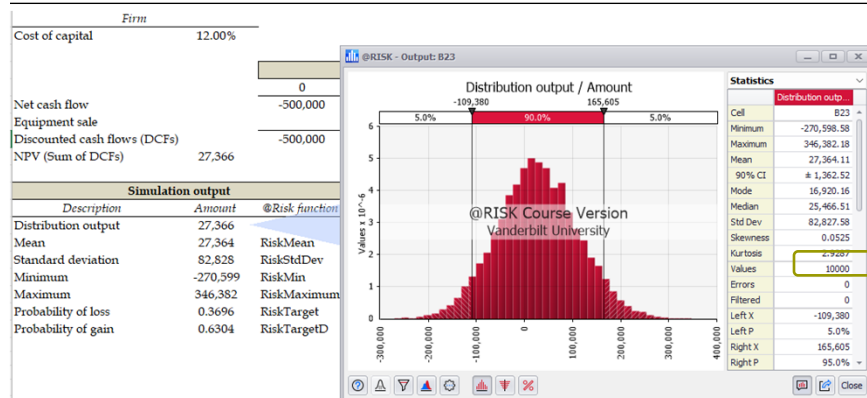 Firm
Cost of capital 12.00%
0
Net cash flow -500,000
Equipment sale
Discounted cash flows (DCFs) -500,000
NPV (Sum of DCFs) 27,366
Simulation output
Description Amount @Risk function
Distribution output 27,366
Mean 27,364 RiskMean
Standard deviation 82,828 RiskStdDev
Minimum -270,599 RiskMin
Maximum 346,382 RiskMaximum
Probability of loss 0.3696 RiskTarget
Probability of gain 0.6304 RiskTargetD
@RISK - Output: B23
Distribution output / Amount
-109,380 165,605
5.0% 90.0% 5.0%
6
5
4
3
2
1
0
Values x 10^-6
@RISK Course Version
Vanderbilt University
-300,000
-200,000
-100,000
0
100,000
200,000
300,000
400,000
Statistics
Distribution outp...
Cell B23
Minimum -270,598.58
Maximum 346,382.18
Mean 27,364.11
90% CI ± 1,362.52
Mode 16,920.16
Median 25,466.51
Std Dev 82,827.58
Skewness 0.0525
Kurtosis 2.9287
Values 10000
Errors 0
Filtered 0
Left X -109,380
Left P 5.0%
Right X 165,605
Right P 95.0%
Close